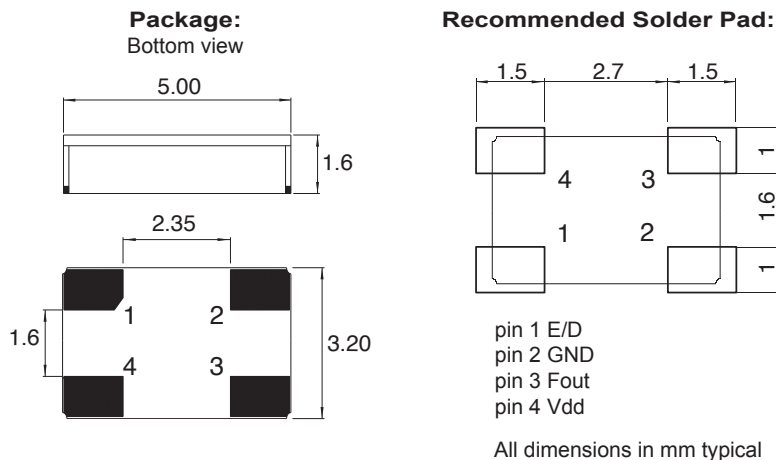 Package:
Bottom view
5.00
1.6
2.35
1 2
1.6
3.20
4 3
Recommended Solder Pad:
1.5 2.7 1.5
1
4 3
1.6
1 2
1
pin 1 E/D
pin 2 GND
pin 3 Fout
pin 4 Vdd
All dimensions in mm typical